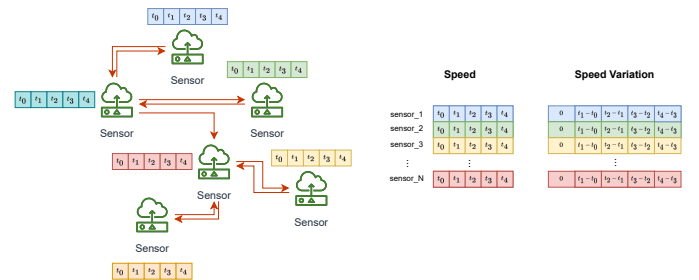 t₀ t₁ t₂ t₃ t₄
Sensor
t₀ t₁ t₂ t₃ t₄
Sensor
t₀ t₁ t₂ t₃ t₄
Sensor
t₀ t₁ t₂ t₃ t₄
Sensor
t₀ t₁ t₂ t₃ t₄
Sensor
Sensor
t₀ t₁ t₂ t₃ t₄
Speed
Speed Variation
sensor_1 t₀ t₁ t₂ t₃ t₄ 0 t₁−t₀ t₂−t₁ t₃−t₂ t₄−t₃
sensor_2 t₀ t₁ t₂ t₃ t₄ 0 t₁−t₀ t₂−t₁ t₃−t₂ t₄−t₃
sensor_3 t₀ t₁ t₂ t₃ t₄ 0 t₁−t₀ t₂−t₁ t₃−t₂ t₄−t₃
⋮ ⋮ ⋮
sensor_N t₀ t₁ t₂ t₃ t₄ 0 t₁−t₀ t₂−t₁ t₃−t₂ t₄−t₃